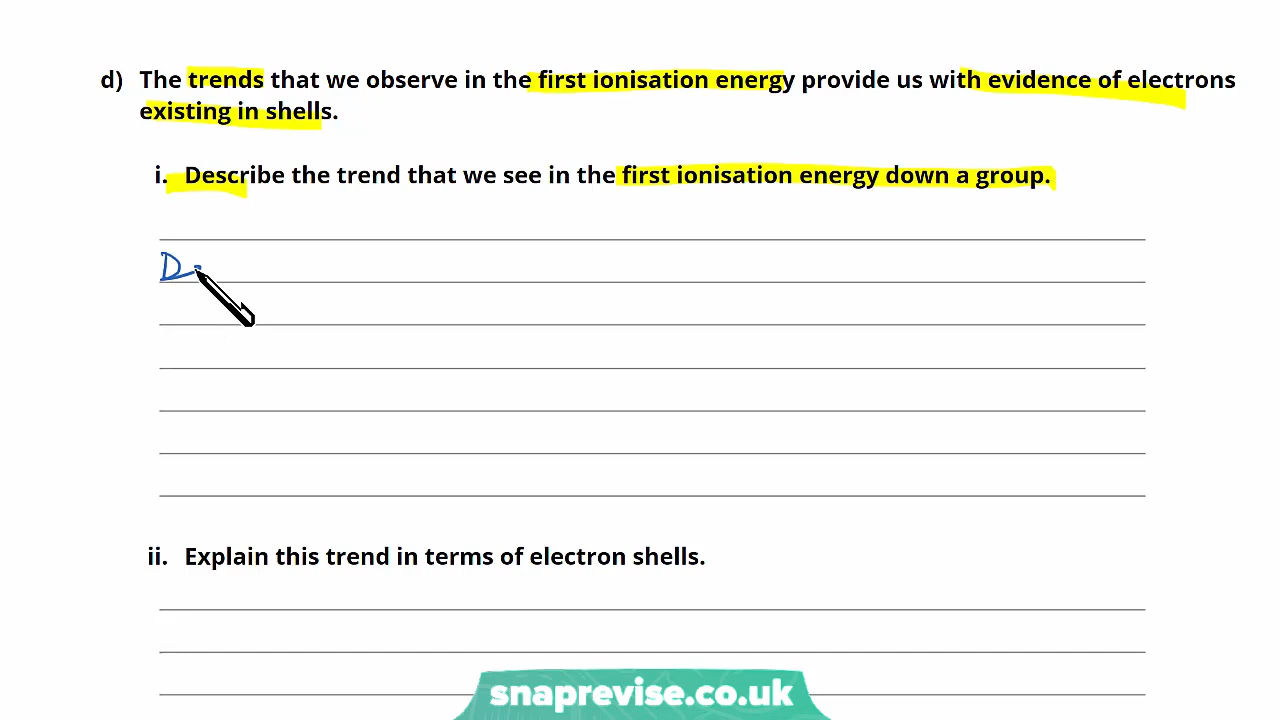 d) The trends that we observe in the first ionisation energy provide us with evidence of electrons
existing in shells.
i. Describe the trend that we see in the first ionisation energy down a group.
D
ii. Explain this trend in terms of electron shells.
snaprevise.co.uk